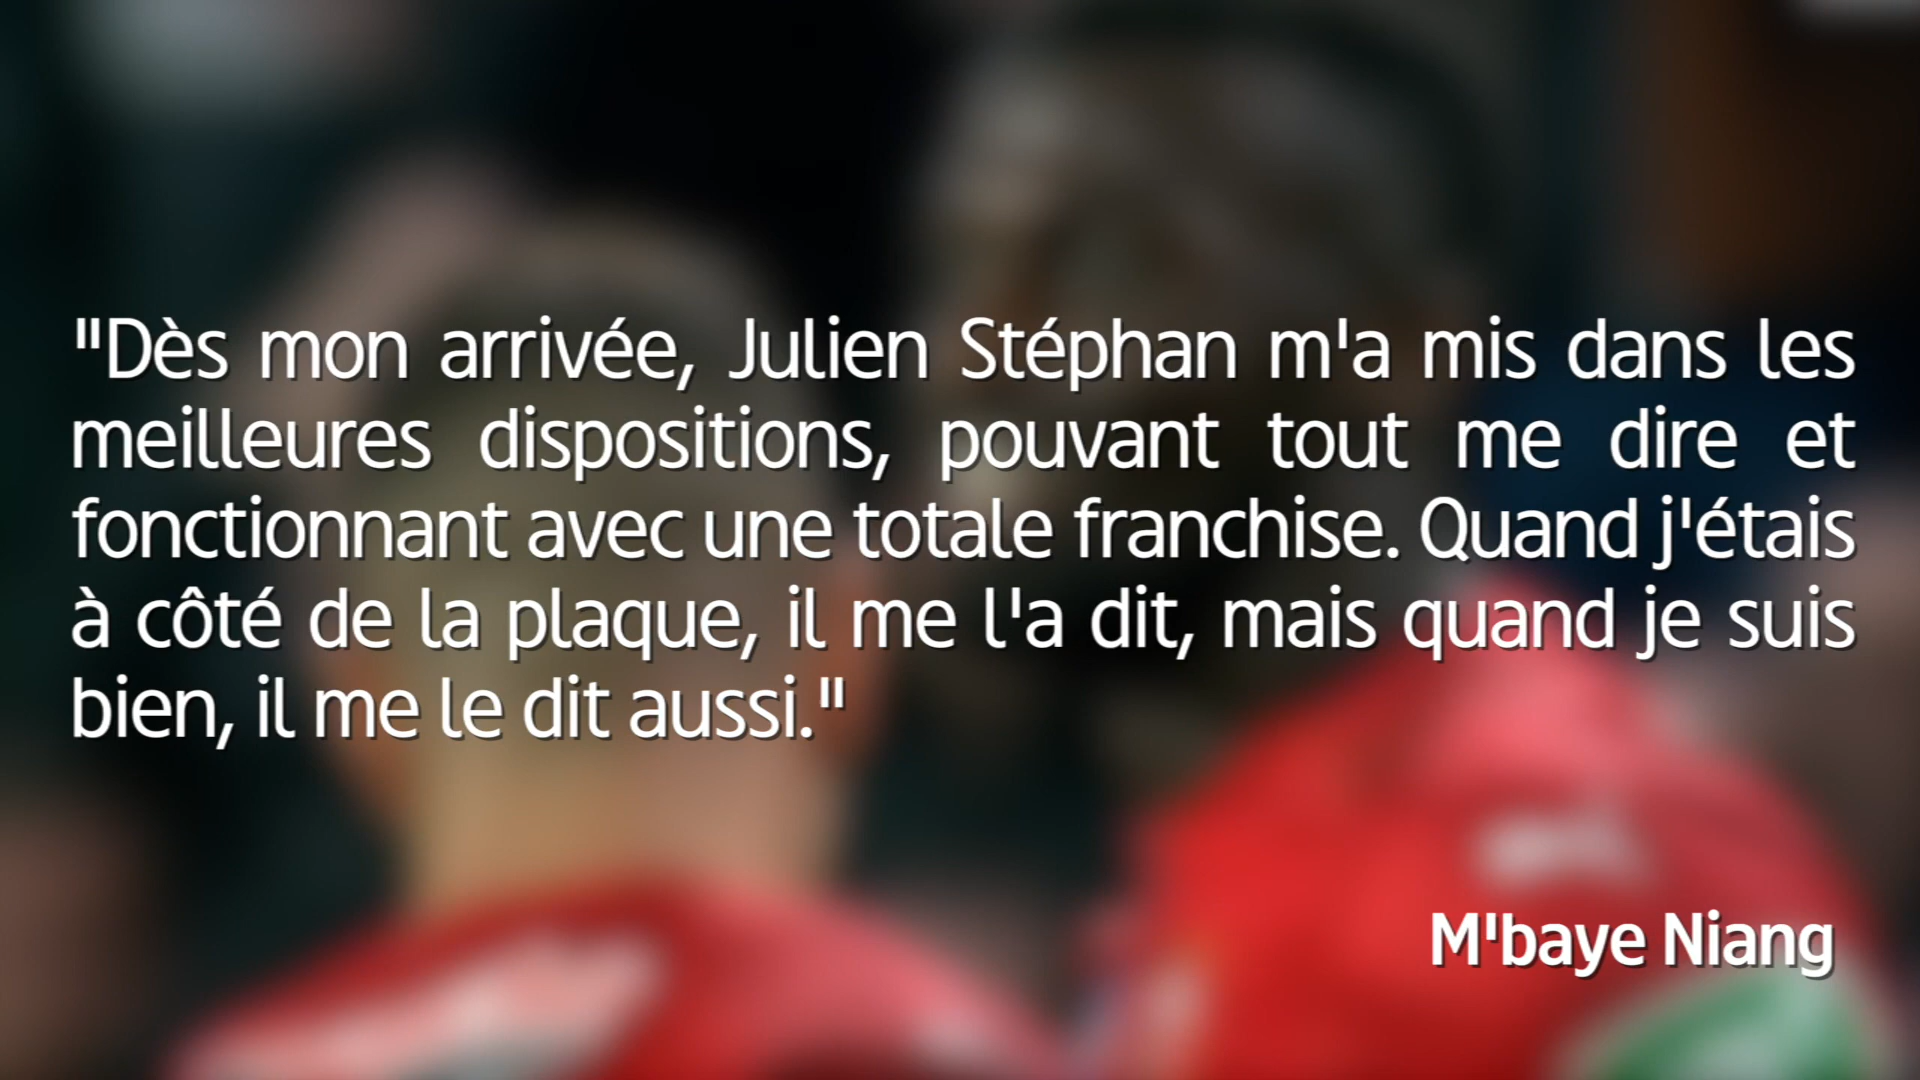 "Dès mon arrivée, Julien Stéphan m'a mis dans les
meilleures dispositions, pouvant tout me dire et
fonctionnant avec une totale franchise. Quand j'étais
à côté de la plaque, il me l'a dit, mais quand je suis
bien, il me le dit aussi."
M'baye Niang